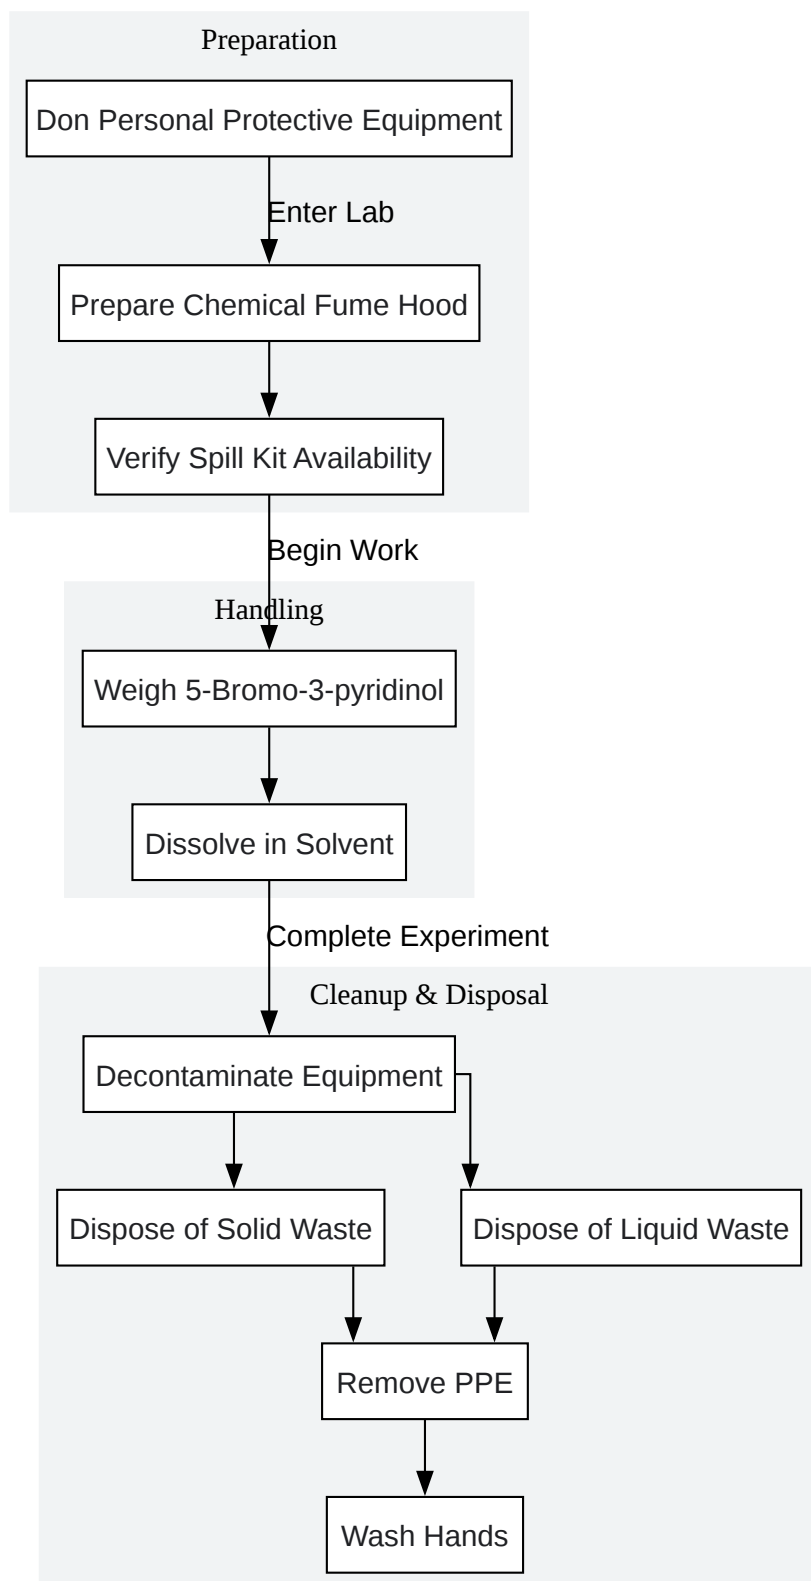 Preparation
Don Personal Protective Equipment
Enter Lab
Prepare Chemical Fume Hood
Verify Spill Kit Availability
Begin Work
Handling
Weigh 5-Bromo-3-pyridinol
Dissolve in Solvent
Complete Experiment
Cleanup & Disposal
Decontaminate Equipment
Dispose of Solid Waste
Dispose of Liquid Waste
Remove PPE
Wash Hands